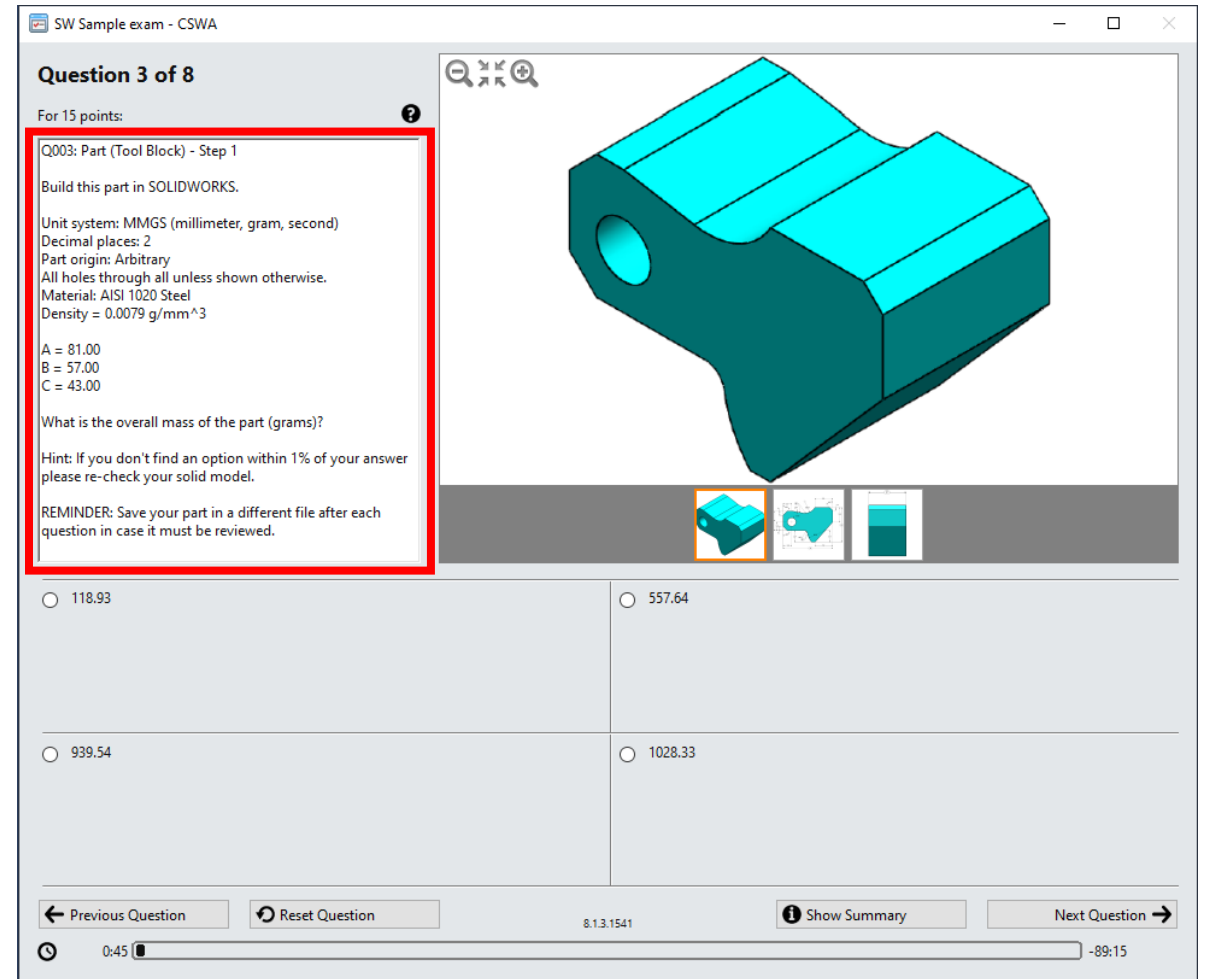 SW Sample exam - CSWA
Question 3 of 8
For 15 points:
Q003: Part (Tool Block) - Step 1
Build this part in SOLIDWORKS.
Unit system: MMGS (millimeter, gram, second)
Decimal places: 2
Part origin: Arbitrary
All holes through all unless shown otherwise.
Material: AISI 1020 Steel
Density = 0.0079 g/mm^3
A = 81.00
B = 57.00
C = 43.00
What is the overall mass of the part (grams)?
Hint: If you don't find an option within 1% of your answer
please re-check your solid model.
REMINDER: Save your part in a different file after each
question in case it must be reviewed.
118.93
557.64
939.54
1028.33
Previous Question
Reset Question
8.1.3.1541
Show Summary
Next Question
0:45
-89:15